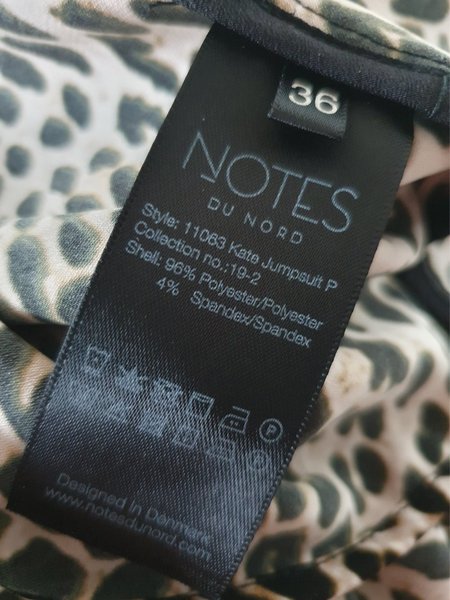 36
NOTES
DU NORD
Style: 11063 Kate Jumpsuit P
Collection no.:19-2
Shell: 96% Polyester/Polyester
4% Spandex/Spandex
P
Designed in Denmark.
www.notesdunord.com